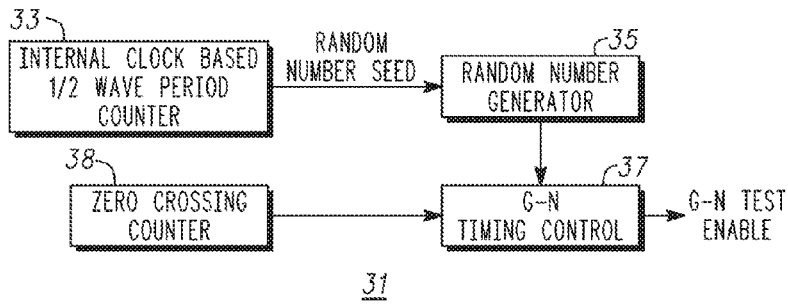 33
INTERNAL CLOCK BASED
1/2 WAVE PERIOD
COUNTER
RANDOM
NUMBER SEED
35
RANDOM NUMBER
GENERATOR
38
ZERO CROSSING
COUNTER
37
G-N
TIMING CONTROL
G-N TEST
ENABLE
31